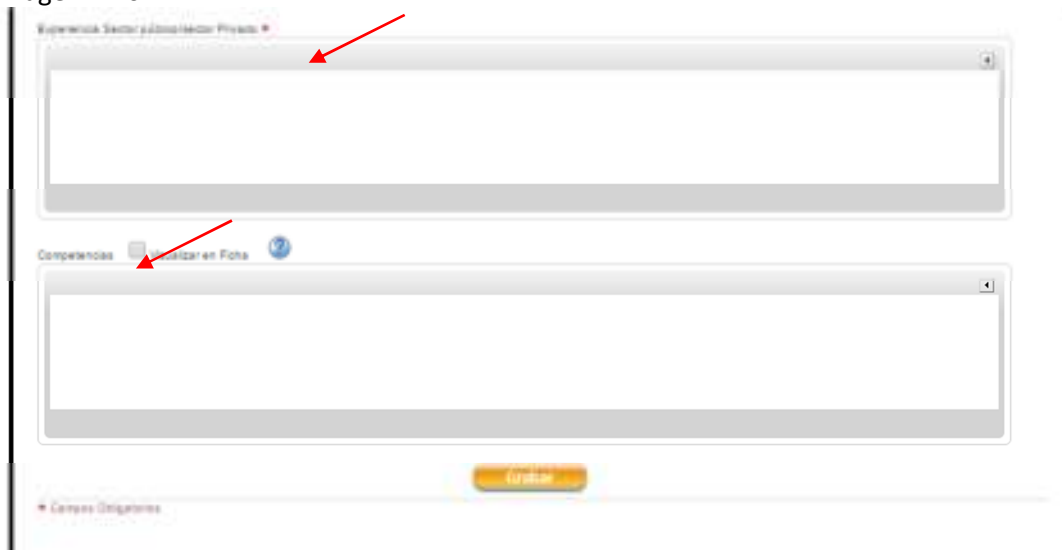 Experiencia Sector público/sector Privado *
Competencias Visualizar en Ficha ?
Grabar
* Campos Obligatorios